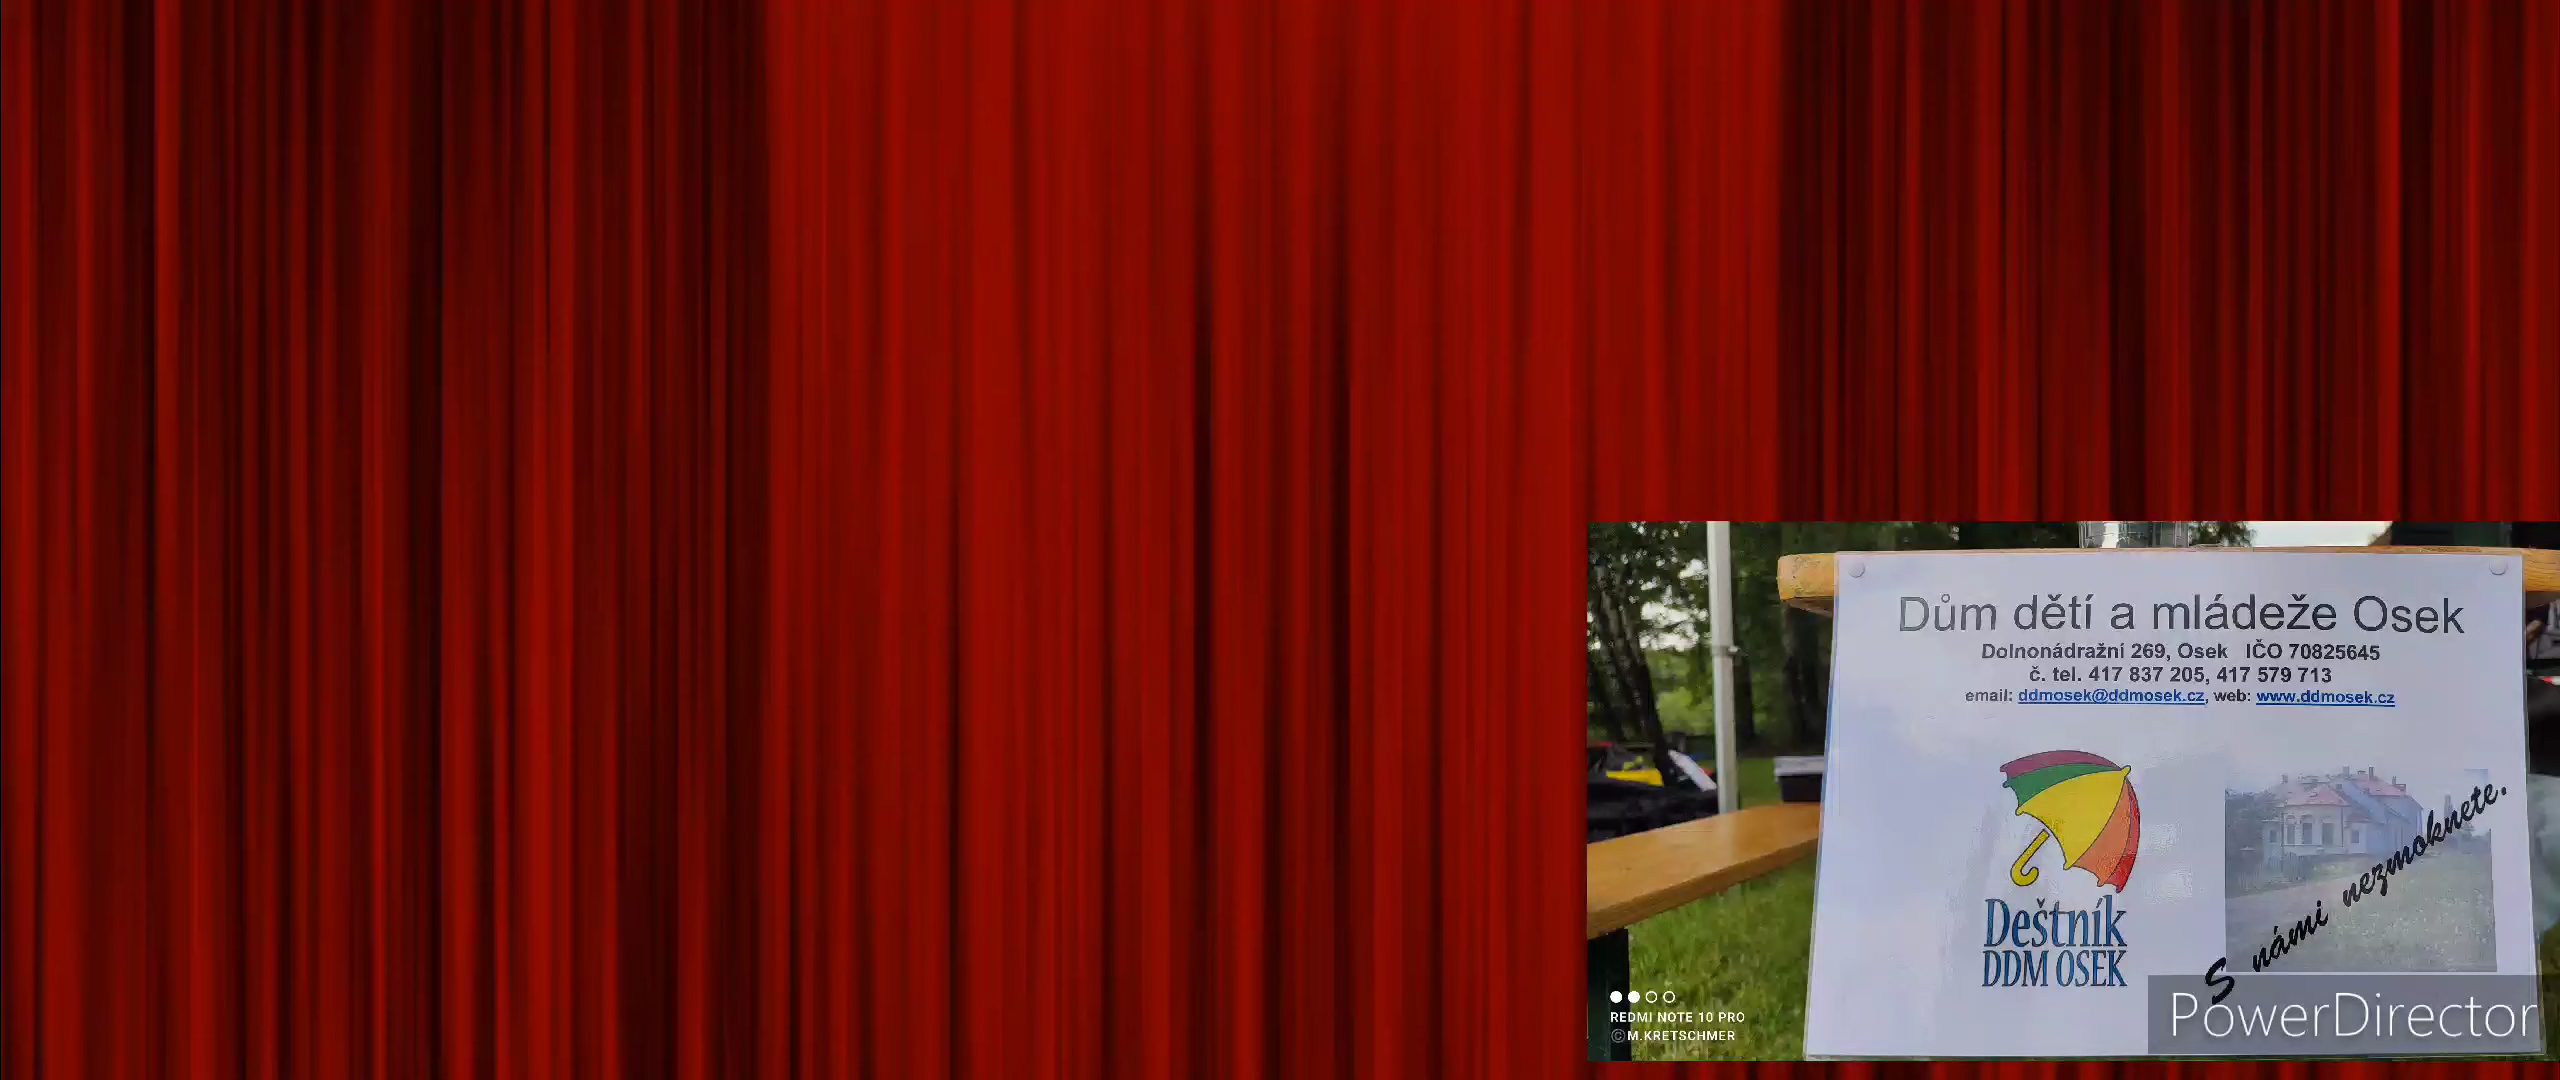 Dům dětí a mládeže Osek
Dolnonádražní 269, Osek IČO 70825645
č. tel. 417 837 205, 417 579 713
email: ddmosek@ddmosek.cz, web: www.ddmosek.cz
Deštník
DDM OSEK
S námi nezmoknete.
REDMI NOTE 10 PRO
©M.KRETSCHMER
PowerDirector